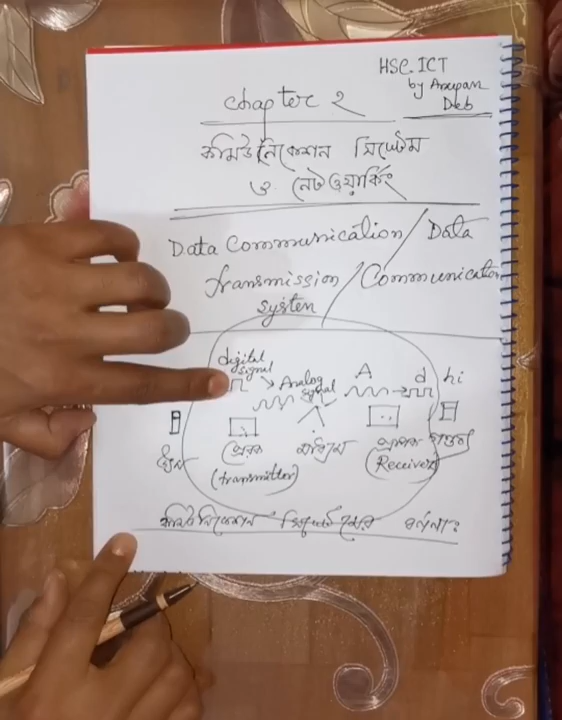 HSC ICT
by Anupam
Deb
Chapter 2
কমিউনিকেশন সিস্টেম
ও নেটওয়ার্কিং
Data Communication / Data
Transmission / Communication
system
digital
signal
Analog
signal
A
d
hi
উৎস
প্রেরক
মাধ্যম
প্রাপক
গন্তব্য
(transmitter)
(Receiver)
কমিউনিকেশন সিস্টেমের বর্ণনাঃ